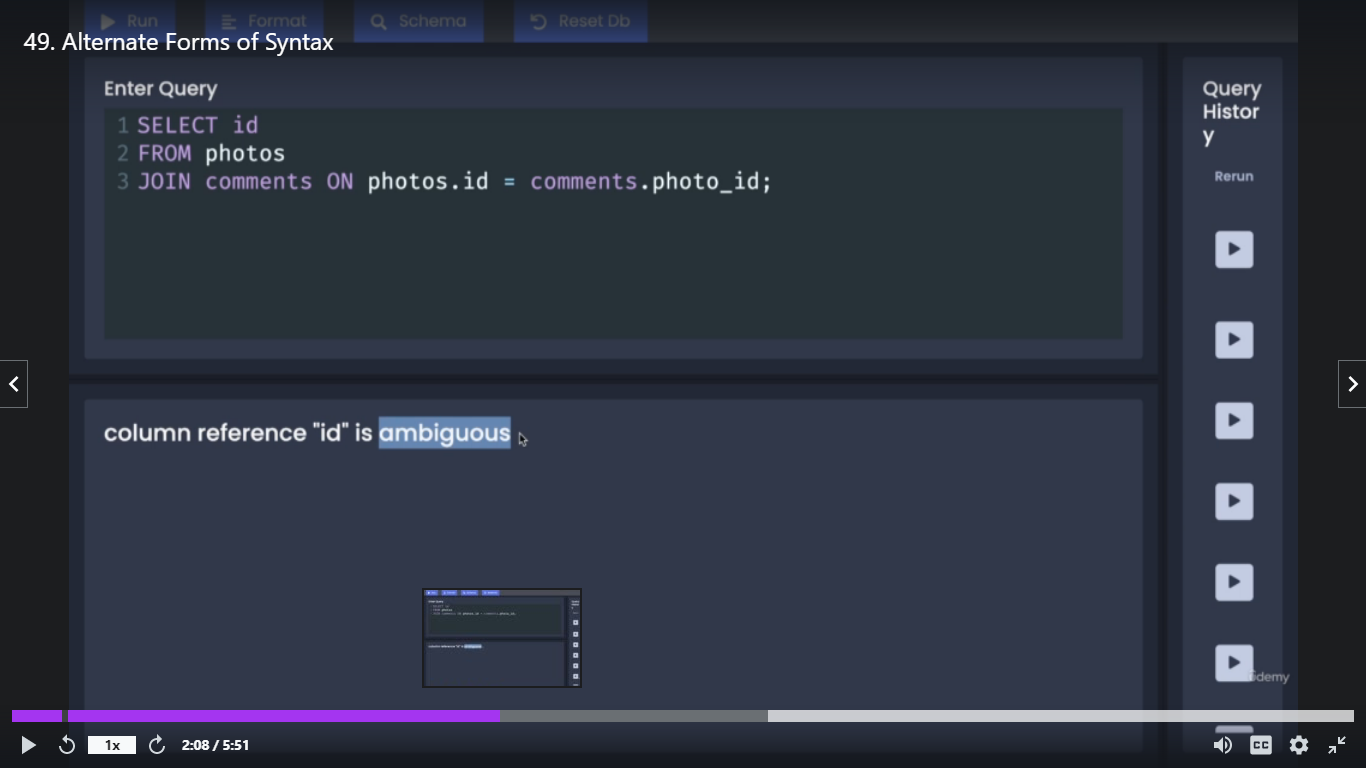 Run
Format
Schema
Reset Db
49. Alternate Forms of Syntax
Enter Query
1 SELECT id
2 FROM photos
3 JOIN comments ON photos.id = comments.photo_id;
Query
Histor
y
Rerun
column reference "id" is ambiguous
1x
2:08 / 5:51
CC